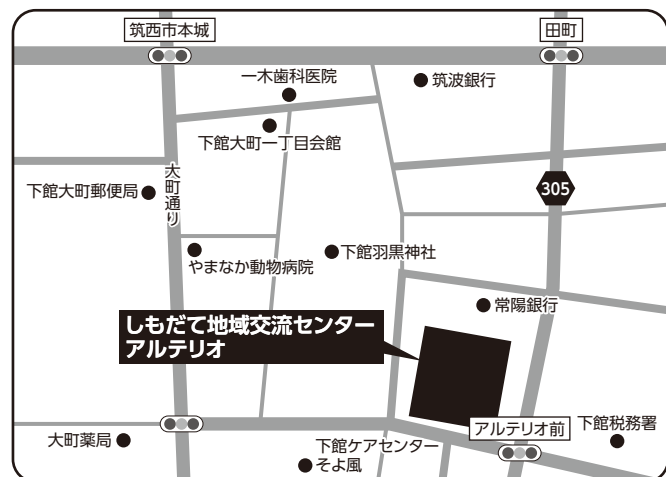 筑西市本城
田町
一木歯科医院
筑波銀行
下館大町一丁目会館
大町通り
下館大町郵便局
305
やまなか動物病院
下館羽黒神社
常陽銀行
しもだて地域交流センター
アルテリオ
大町薬局
下館ケアセンター
そよ風
アルテリオ前
下館税務署